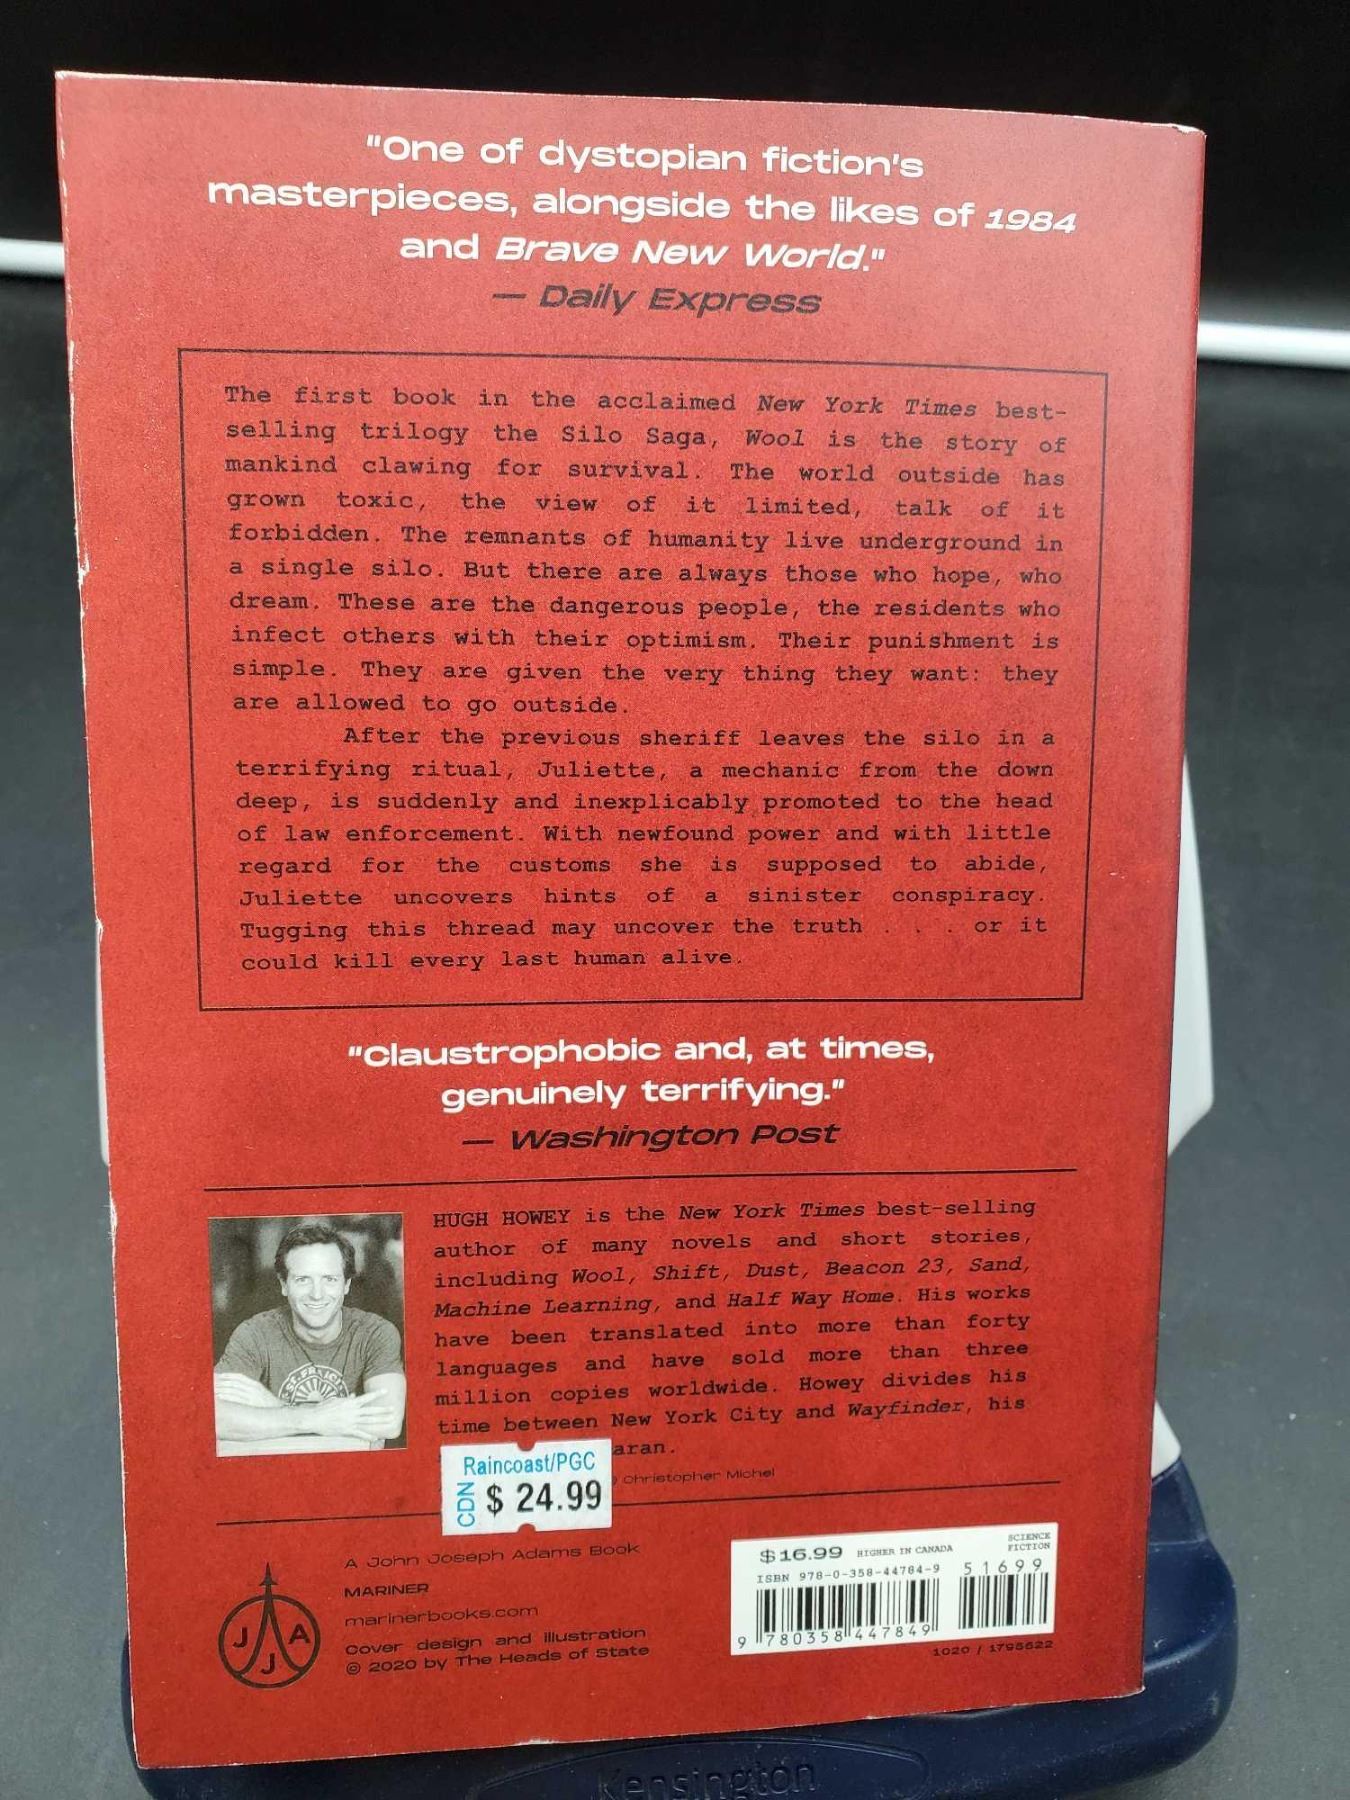 "One of dystopian fiction's
masterpieces, alongside the likes of 1984
and Brave New World."
— Daily Express
The first book in the acclaimed New York Times best-
selling trilogy the Silo Saga, Wool is the story of
mankind clawing for survival. The world outside has
grown toxic, the view of it limited, talk of it
forbidden. The remnants of humanity live underground in
a single silo. But there are always those who hope, who
dream. These are the dangerous people, the residents who
infect others with their optimism. Their punishment is
simple. They are given the very thing they want: they
are allowed to go outside.
After the previous sheriff leaves the silo in a
terrifying ritual, Juliette, a mechanic from the down
deep, is suddenly and inexplicably promoted to the head
of law enforcement. With newfound power and with little
regard for the customs she is supposed to abide,
Juliette uncovers hints of a sinister conspiracy.
Tugging this thread may uncover the truth . . . or it
could kill every last human alive.
"Claustrophobic and, at times,
genuinely terrifying."
— Washington Post
HUGH HOWEY is the New York Times best-selling
author of many novels and short stories,
including Wool, Shift, Dust, Beacon 23, Sand,
Machine Learning, and Half Way Home. His works
have been translated into more than forty
languages and have sold more than three
million copies worldwide. Howey divides his
time between New York City and Wayfinder, his
aran.
Christopher Michel
Raincoast/PGC
CDN $ 24.99
A John Joseph Adams Book
MARINER
marinerbooks.com
Cover design and illustration
© 2020 by The Heads of State
J A
J
$16.99 HIGHER IN CANADA
SCIENCE
FICTION
ISBN 978-0-358-44784-9
51699
9 780358 447849
1020 / 1795622
Kensington